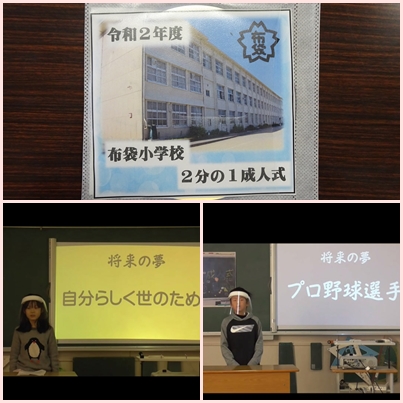 令和２年度
布袋
布袋小学校
２分の１成人式
将来の夢
自分らしく世のため
将来の夢
プロ野球選手